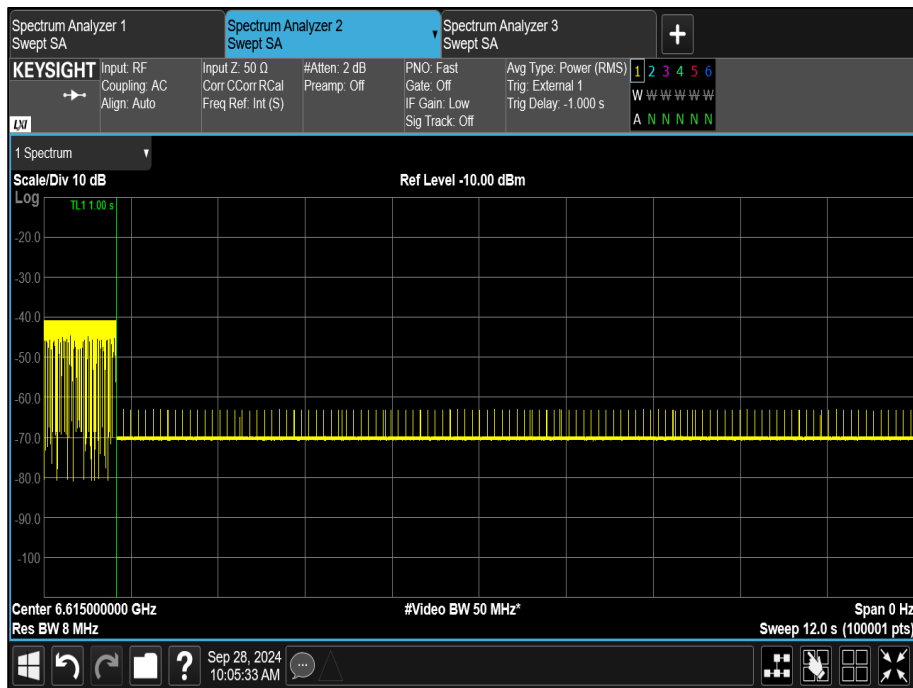 Spectrum Analyzer 1
Swept SA
Spectrum Analyzer 2
Swept SA
Spectrum Analyzer 3
Swept SA
+
KEYSIGHT
LXI
Input: RF
Coupling: AC
Align: Auto
Input Z: 50 Ω
Corr CCorr RCal
Freq Ref: Int (S)
#Atten: 2 dB
Preamp: Off
PNO: Fast
Gate: Off
IF Gain: Low
Sig Track: Off
Avg Type: Power (RMS)
Trig: External 1
Trig Delay: -1.000 s
1 2 3 4 5 6
W W W W W W
A N N N N N
1 Spectrum
Scale/Div 10 dB
Ref Level -10.00 dBm
Log
TL1 1.00 s
-20.0
-30.0
-40.0
-50.0
-60.0
-70.0
-80.0
-90.0
-100
Center 6.615000000 GHz
#Video BW 50 MHz*
Span 0 Hz
Res BW 8 MHz
Sweep 12.0 s (100001 pts)
?
Sep 28, 2024
10:05:33 AM